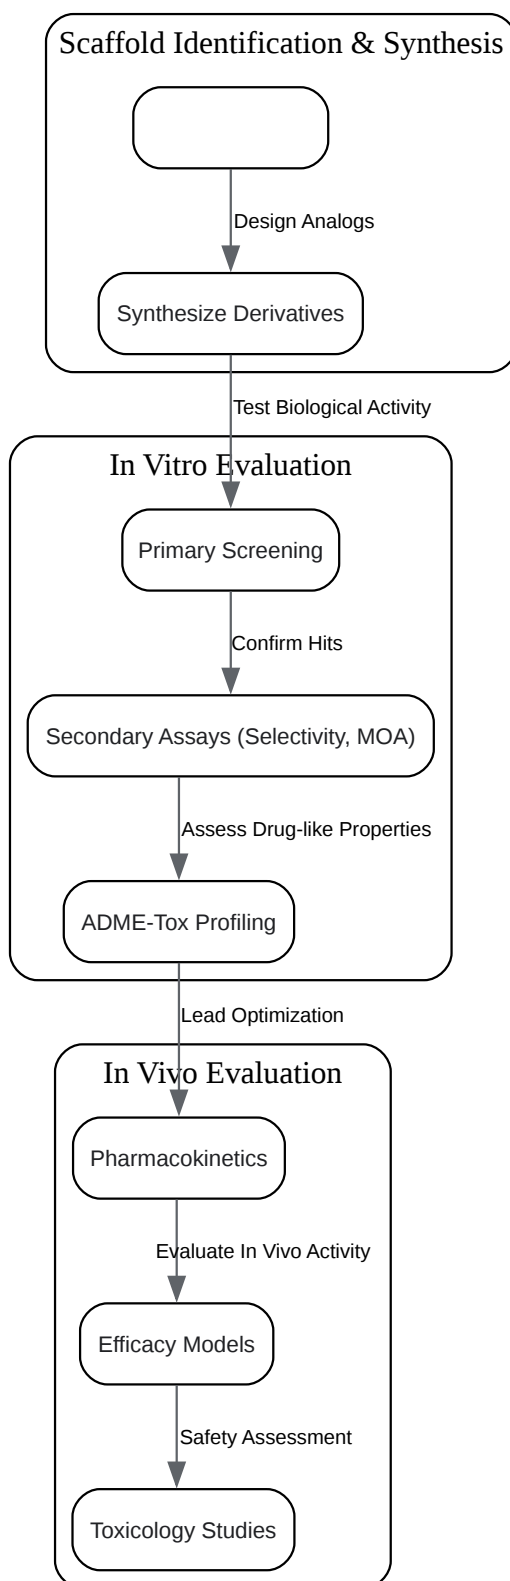 Scaffold Identification & Synthesis
Design Analogs
Synthesize Derivatives
Test Biological Activity
In Vitro Evaluation
Primary Screening
Confirm Hits
Secondary Assays (Selectivity, MOA)
Assess Drug-like Properties
ADME-Tox Profiling
Lead Optimization
In Vivo Evaluation
Pharmacokinetics
Evaluate In Vivo Activity
Efficacy Models
Safety Assessment
Toxicology Studies